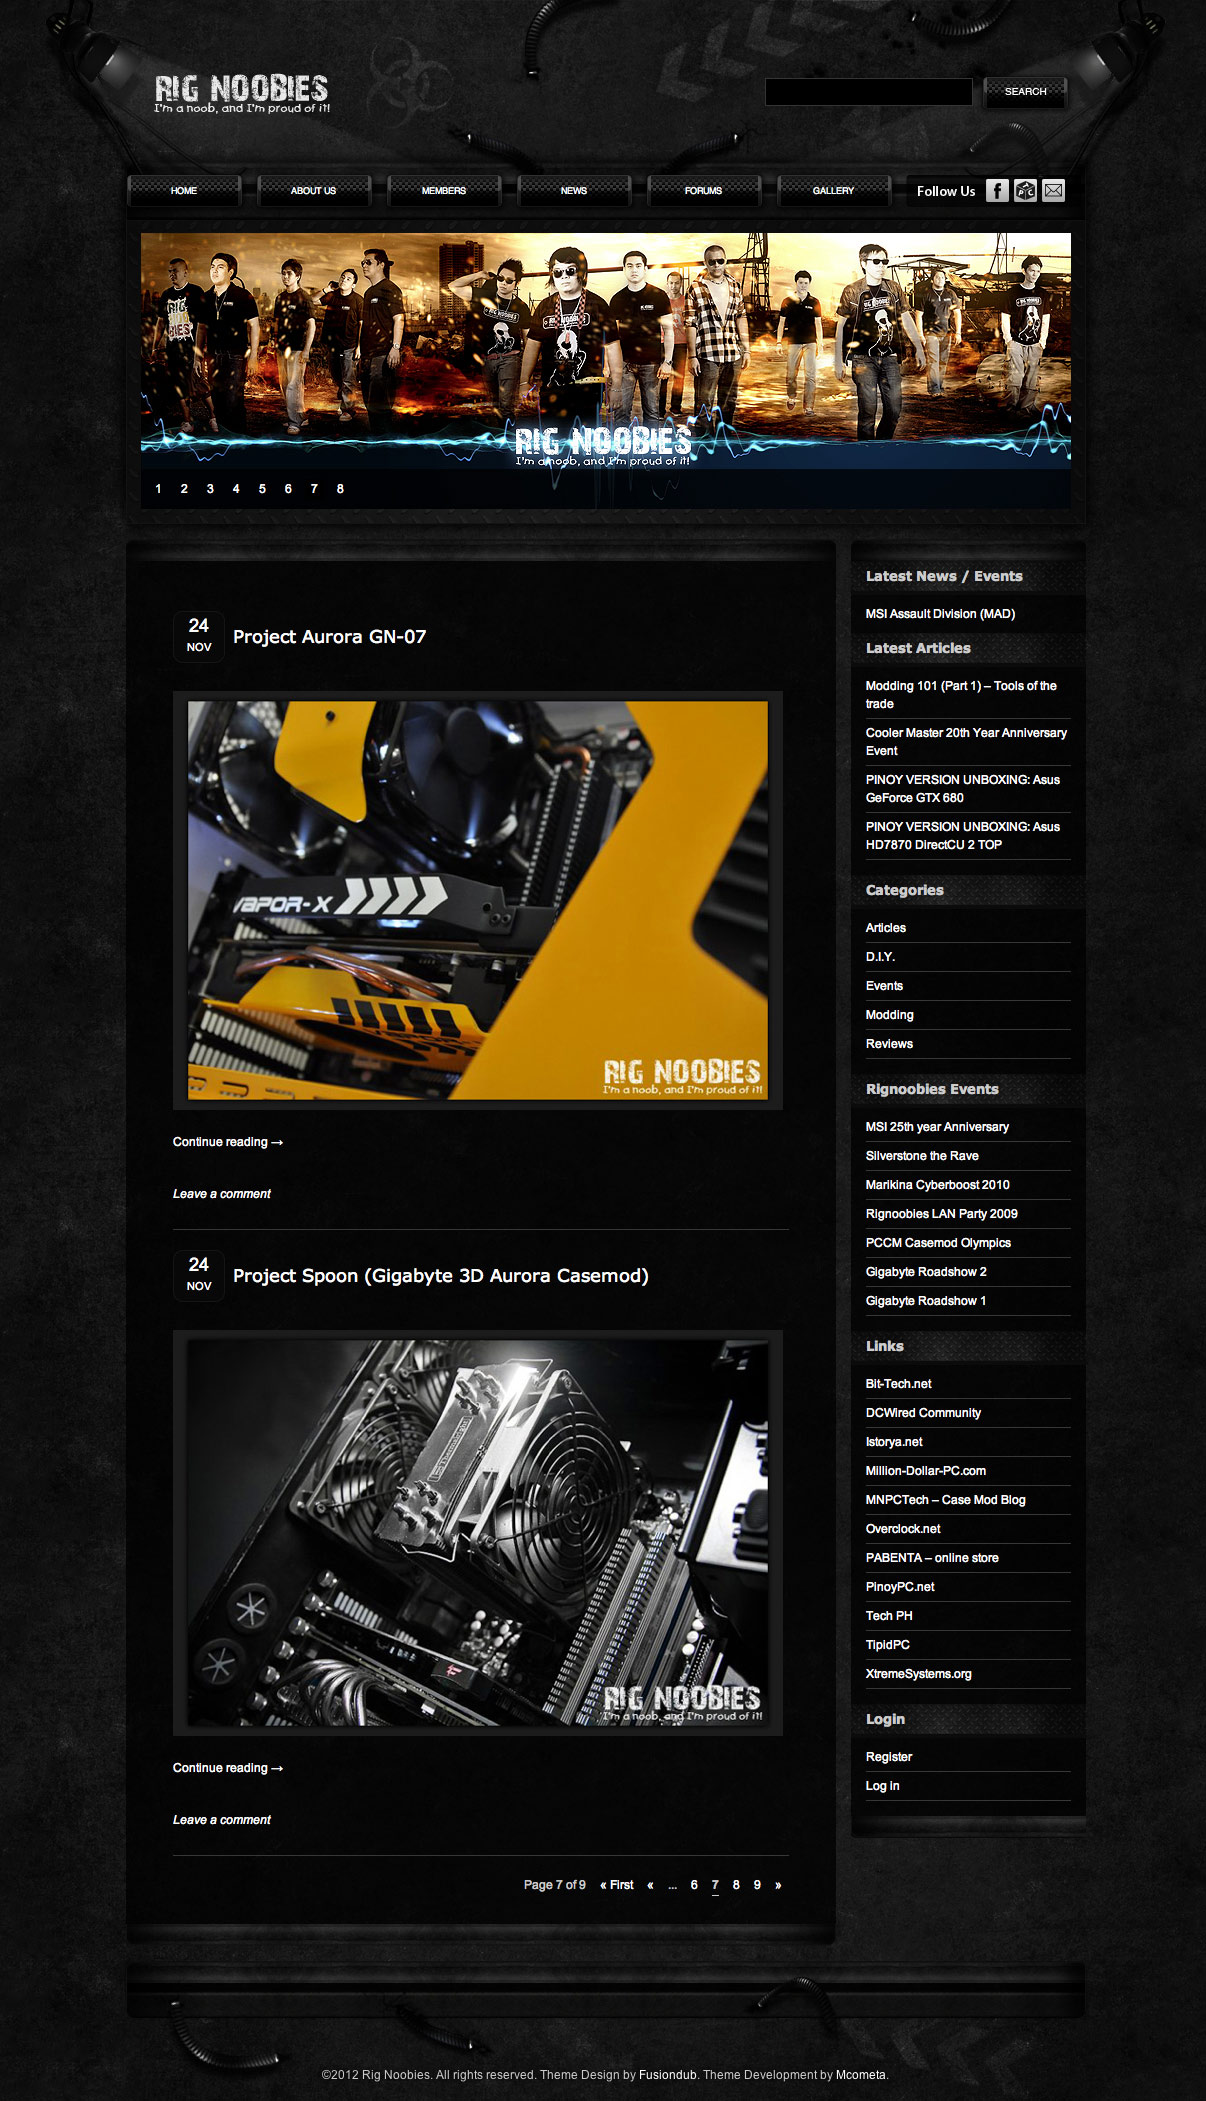 RIG NOOBIES
I'm a noob, and I'm proud of it!
SEARCH
HOME
ABOUT US
MEMBERS
NEWS
FORUMS
GALLERY
Follow Us
RIG NOOBIES
I'm a noob, and I'm proud of it!
1 2 3 4 5 6 7 8
24
NOV
Project Aurora GN-07
VAPOR-X
RIG NOOBIES
I'm a noob, and I'm proud of it!
Continue reading →
Leave a comment
24
NOV
Project Spoon (Gigabyte 3D Aurora Casemod)
RIG NOOBIES
I'm a noob, and I'm proud of it!
Continue reading →
Leave a comment
Page 7 of 9 « First « ... 6 7 8 9 »
Latest News / Events
MSI Assault Division (MAD)
Latest Articles
Modding 101 (Part 1) – Tools of the
trade
Cooler Master 20th Year Anniversary
Event
PINOY VERSION UNBOXING: Asus
GeForce GTX 680
PINOY VERSION UNBOXING: Asus
HD7870 DirectCU 2 TOP
Categories
Articles
D.I.Y.
Events
Modding
Reviews
Rignoobies Events
MSI 25th year Anniversary
Silverstone the Rave
Marikina Cyberboost 2010
Rignoobies LAN Party 2009
PCCM Casemod Olympics
Gigabyte Roadshow 2
Gigabyte Roadshow 1
Links
Bit-Tech.net
DCWired Community
Istorya.net
Million-Dollar-PC.com
MNPCTech – Case Mod Blog
Overclock.net
PABENTA – online store
PinoyPC.net
Tech PH
TipidPC
XtremeSystems.org
Login
Register
Log in
©2012 Rig Noobies. All rights reserved. Theme Design by Fusiondub. Theme Development by Mcometa.